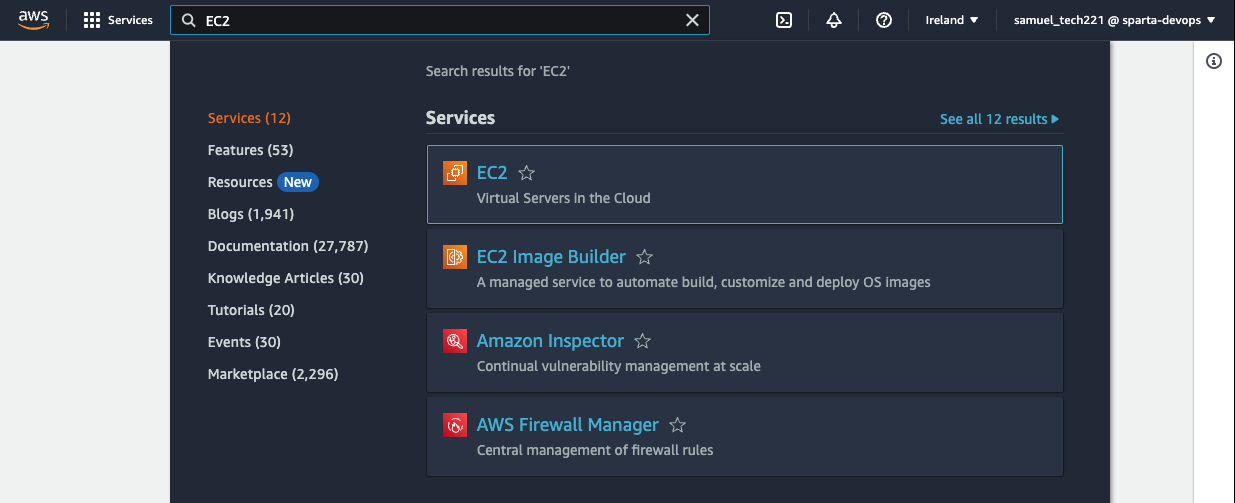 aws
Services
EC2
Ireland
samuel_tech221 @ sparta-devops
Search results for 'EC2'
Services (12)
Features (53)
Resources New
Blogs (1,941)
Documentation (27,787)
Knowledge Articles (30)
Tutorials (20)
Events (30)
Marketplace (2,296)
Services
See all 12 results
EC2
Virtual Servers in the Cloud
EC2 Image Builder
A managed service to automate build, customize and deploy OS images
Amazon Inspector
Continual vulnerability management at scale
AWS Firewall Manager
Central management of firewall rules